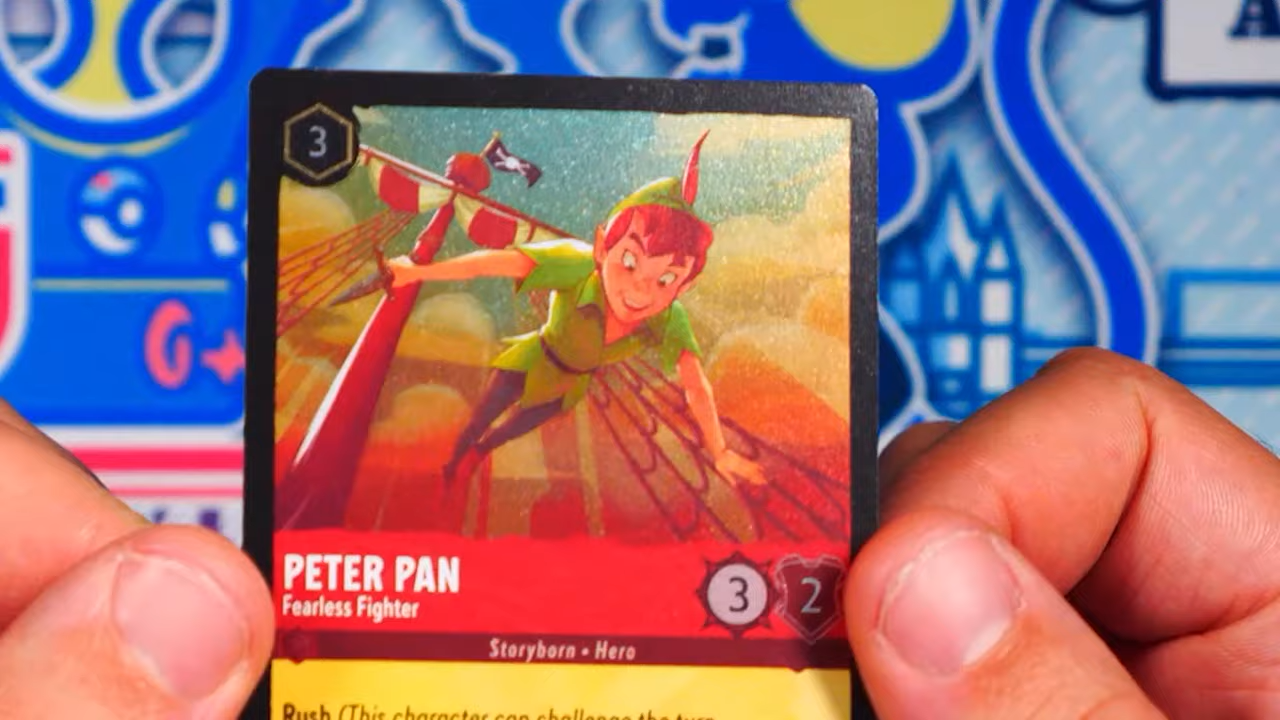 3
PETER PAN
Fearless Fighter
3 2
Storyborn • Hero
Rush (This character can challenge the turn